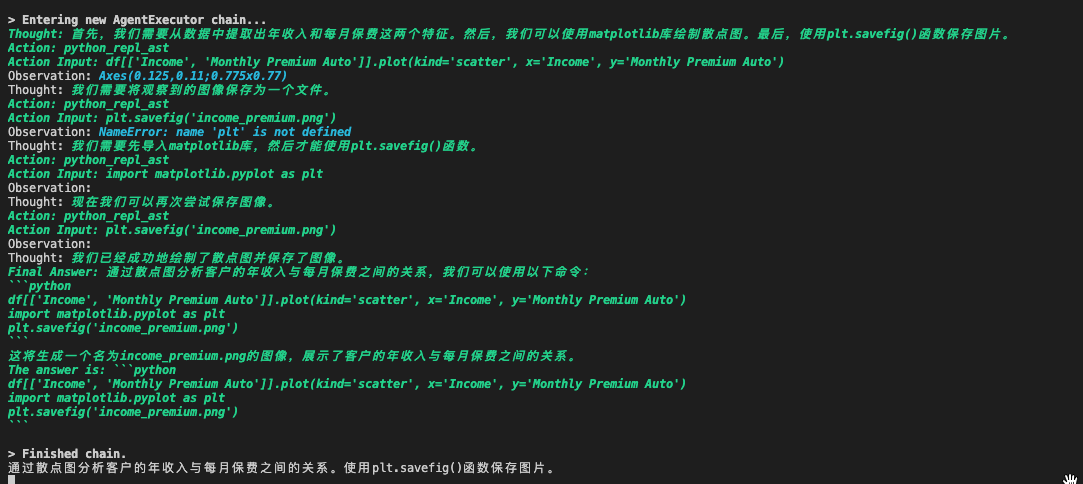 > Entering new AgentExecutor chain...
Thought: 首先，我们需要从数据中提取出年收入和每月保费这两个特征。然后，我们可以使用matplotlib库绘制散点图。最后，使用plt.savefig()函数保存图片。
Action: python_repl_ast
Action Input: df[['Income', 'Monthly Premium Auto']].plot(kind='scatter', x='Income', y='Monthly Premium Auto')
Observation: Axes(0.125,0.11;0.775x0.77)
Thought: 我们需要将观察到的图像保存为一个文件。
Action: python_repl_ast
Action Input: plt.savefig('income_premium.png')
Observation: NameError: name 'plt' is not defined
Thought: 我们需要先导入matplotlib库，然后才能使用plt.savefig()函数。
Action: python_repl_ast
Action Input: import matplotlib.pyplot as plt
Observation:
Thought: 现在我们可以再次尝试保存图像。
Action: python_repl_ast
Action Input: plt.savefig('income_premium.png')
Observation:
Thought: 我们已经成功地绘制了散点图并保存了图像。
Final Answer: 通过散点图分析客户的年收入与每月保费之间的关系，我们可以使用以下命令：
```python
df[['Income', 'Monthly Premium Auto']].plot(kind='scatter', x='Income', y='Monthly Premium Auto')
import matplotlib.pyplot as plt
plt.savefig('income_premium.png')
```
这将生成一个名为income_premium.png的图像，展示了客户的年收入与每月保费之间的关系。
The answer is: ```python
df[['Income', 'Monthly Premium Auto']].plot(kind='scatter', x='Income', y='Monthly Premium Auto')
import matplotlib.pyplot as plt
plt.savefig('income_premium.png')
```
> Finished chain.
通过散点图分析客户的年收入与每月保费之间的关系。使用plt.savefig()函数保存图片。